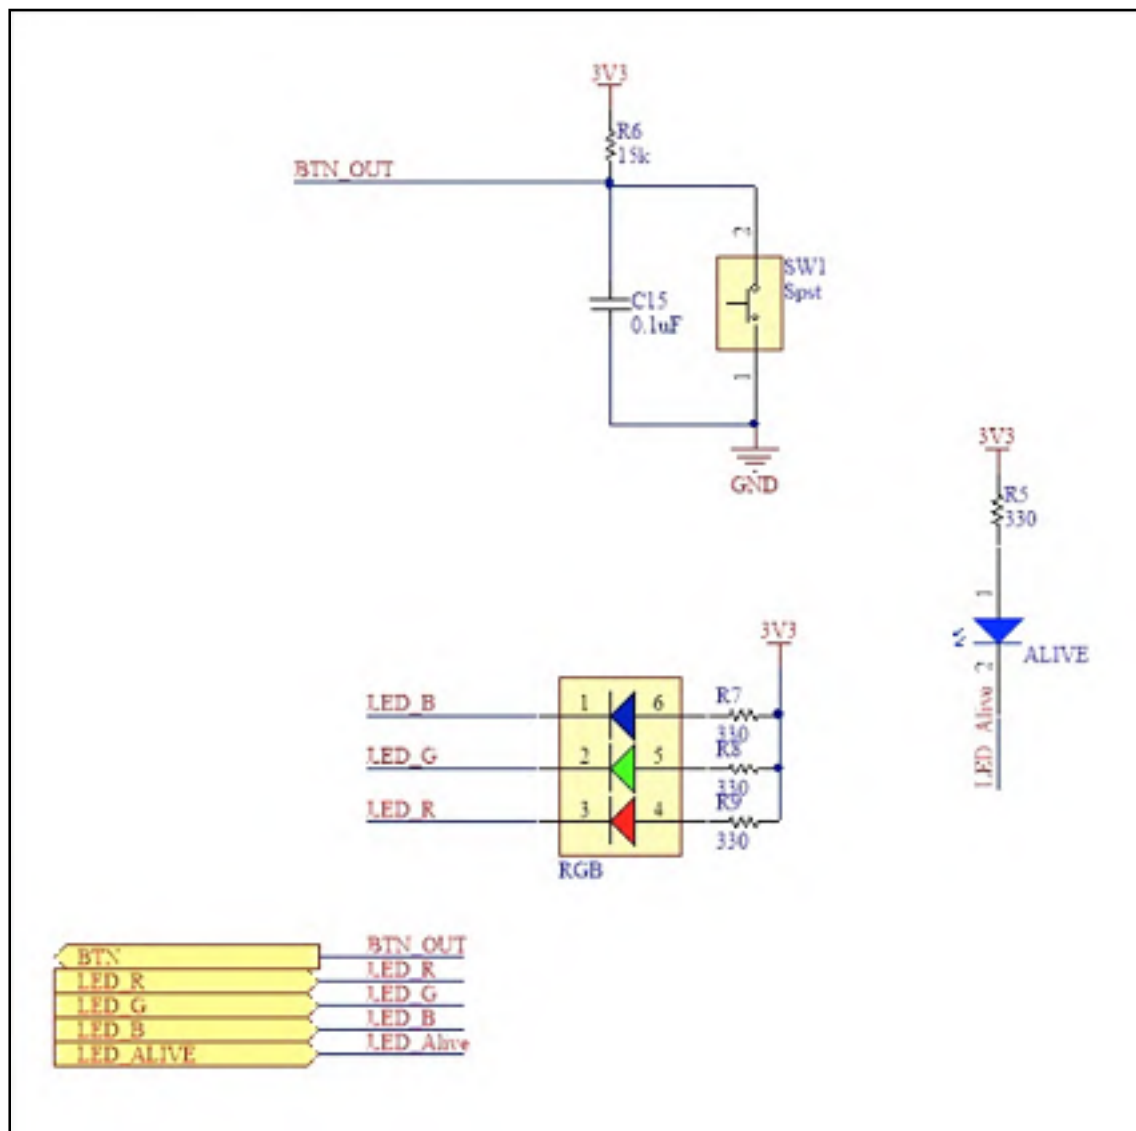 3V3
R6
15k
BTN_OUT
2
SW1
Spst
C15
0.1uF
1
GND
3V3
R5
330
1
ALIVE
2
LED_Alive
3V3
LED_B
1
6
R7
330
LED_G
2
5
R8
330
LED_R
3
4
R9
330
RGB
BTN
BTN_OUT
LED_R
LED_R
LED_G
LED_G
LED_B
LED_B
LED_ALIVE
LED_Alive